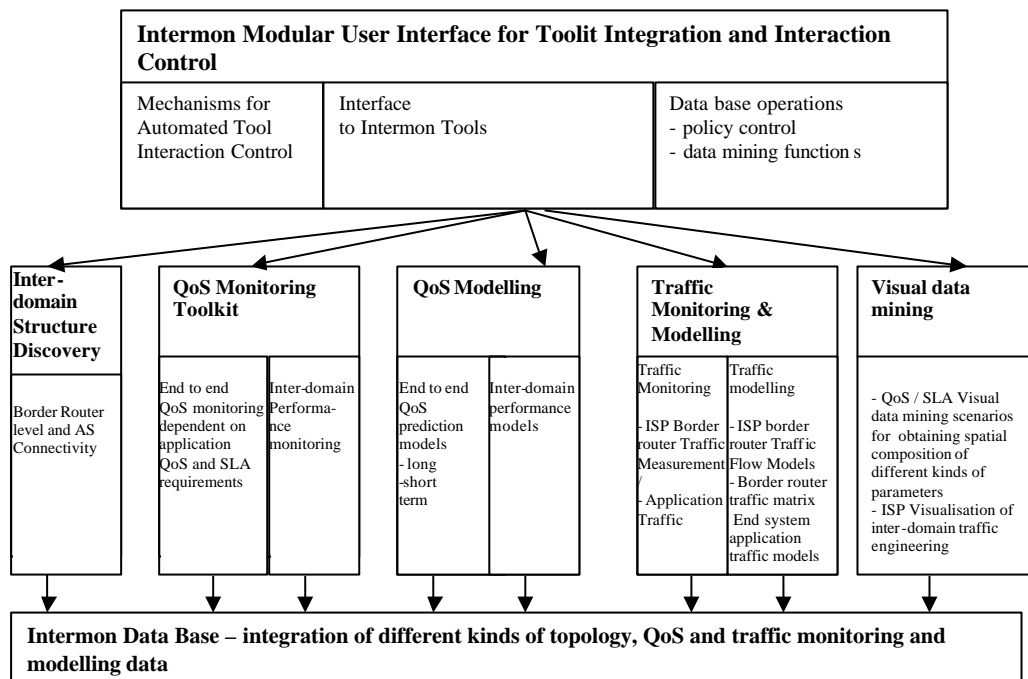 Intermon Modular User Interface for Toolit Integration and Interaction
Control
Mechanisms for
Automated Tool
Interaction Control
Interface
to Intermon Tools
Data base operations
- policy control
- data mining function s
Inter-
domain
Structure
Discovery
Border Router
level and AS
Connectivity
QoS Monitoring
Toolkit
End to end
QoS monitoring
dependent on
application
QoS and SLA
requirements
Inter-domain
Performa-
nce
monitoring
QoS Modelling
End to end
QoS
prediction
models
- long
-short
term
Inter-domain
performance
models
Traffic
Monitoring &
Modelling
Traffic
Monitoring
- ISP Border
router Traffic
Measurement
/
- Application
Traffic
Traffic
modelling
- ISP border
router Traffic
Flow Models
- Border router
traffic matrix
End system
application
traffic models
Visual data
mining
- QoS / SLA Visual
data mining scenarios
for obtaining spatial
composition of
different kinds of
parameters
- ISP Visualisation of
inter-domain traffic
engineering
Intermon Data Base – integration of different kinds of topology, QoS and traffic monitoring and
modelling data